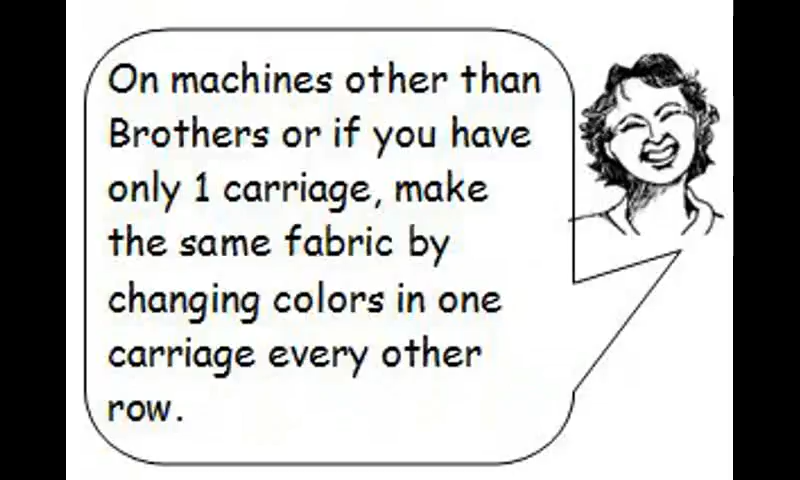 On machines other than
Brothers or if you have
only 1 carriage, make
the same fabric by
changing colors in one
carriage every other
row.